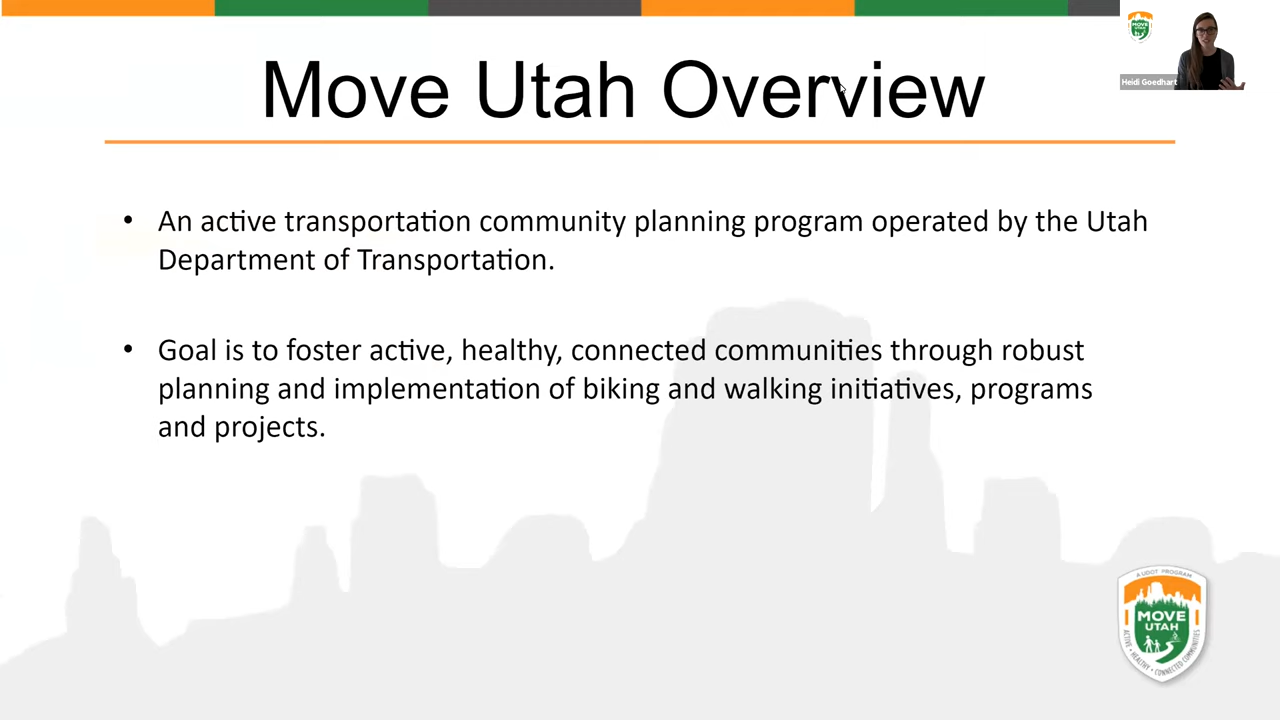 Move Utah Overview
MOVE
UTAH
Heidi Goedhart
• An active transportation community planning program operated by the Utah
Department of Transportation.
• Goal is to foster active, healthy, connected communities through robust
planning and implementation of biking and walking initiatives, programs
and projects.
A UDOT PROGRAM
MOVE
UTAH
ACTIVE • HEALTHY • CONNECTED COMMUNITIES